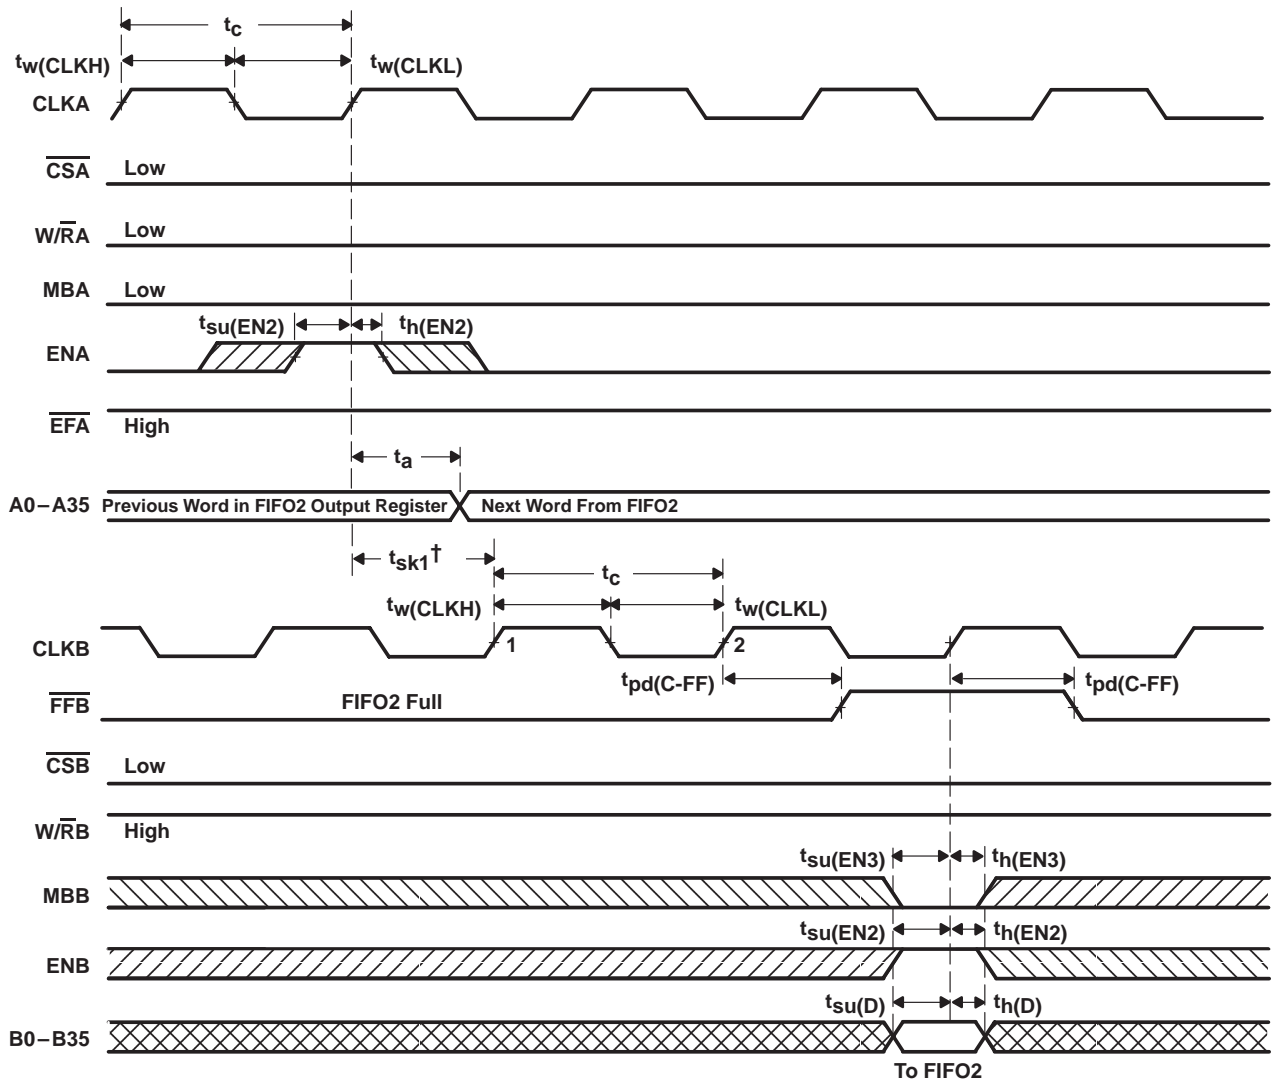 tc
tw(CLKH) tw(CLKL)
CLKA
CSA Low
W/RA Low
MBA Low
tsu(EN2) th(EN2)
ENA
EFA High
ta
A0–A35 Previous Word in FIFO2 Output Register Next Word From FIFO2
tsk1†
tc
tw(CLKH) tw(CLKL)
CLKB 1 2
tpd(C-FF) tpd(C-FF)
FFB FIFO2 Full
CSB Low
W/RB High
tsu(EN3) th(EN3)
MBB
tsu(EN2) th(EN2)
ENB
tsu(D) th(D)
B0–B35
To FIFO2